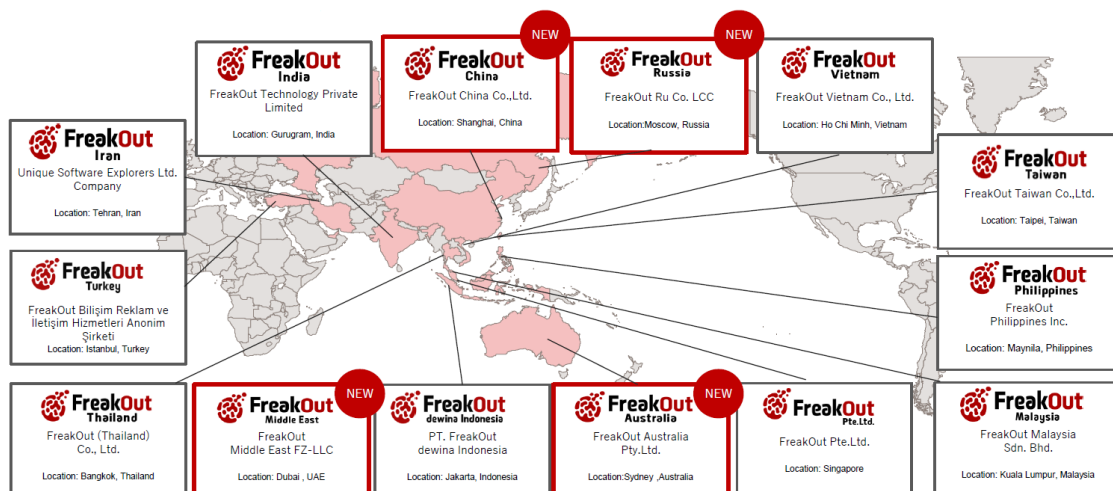 NEW
NEW
FreakOut
India
FreakOut Technology Private
Limited
Location: Gurugram, India
FreakOut
China
FreakOut China Co.,Ltd.
Location: Shanghai, China
FreakOut
Russia
FreakOut Ru Co. LCC
Location:Moscow, Russia
FreakOut
Vietnam
FreakOut Vietnam Co., Ltd.
Location: Ho Chi Minh, Vietnam
FreakOut
Iran
Unique Software Explorers Ltd.
Company
Location: Tehran, Iran
FreakOut
Taiwan
FreakOut Taiwan Co.,Ltd.
Location: Taipei, Taiwan
FreakOut
Turkey
FreakOut Bilişim Reklam ve
İletişim Hizmetleri Anonim
Şirketi
Location: Istanbul, Turkey
FreakOut
Philippines
FreakOut
Philippines Inc.
Location: Maynila, Philippines
FreakOut
Thailand
FreakOut (Thailand)
Co., Ltd.
Location: Bangkok, Thailand
NEW
FreakOut
Middle East
FreakOut
Middle East FZ-LLC
Location: Dubai , UAE
FreakOut
dewina Indonesia
PT. FreakOut
dewina Indonesia
Location: Jakarta, Indonesia
NEW
FreakOut
Australia
FreakOut Australia
Pty.Ltd.
Location:Sydney ,Australia
FreakOut
Pte.Ltd.
FreakOut Pte.Ltd.
Location: Singapore
FreakOut
Malaysia
FreakOut Malaysia
Sdn. Bhd.
Location: Kuala Lumpur, Malaysia